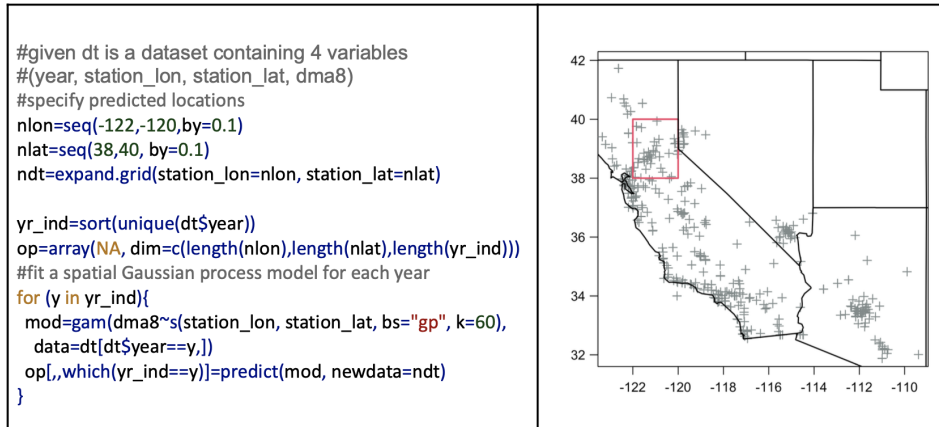 #given dt is a dataset containing 4 variables
#(year, station_lon, station_lat, dma8)
#specify predicted locations
nlon=seq(-122,-120,by=0.1)
nlat=seq(38,40, by=0.1)
ndt=expand.grid(station_lon=nlon, station_lat=nlat)
yr_ind=sort(unique(dt$year))
op=array(NA, dim=c(length(nlon),length(nlat),length(yr_ind)))
#fit a spatial Gaussian process model for each year
for (y in yr_ind){
mod=gam(dma8~s(station_lon, station_lat, bs="gp", k=60),
data=dt[dt$year==y,])
op[,,which(yr_ind==y)]=predict(mod, newdata=ndt)
}
42
40
38
36
34
32
-122 -120 -118 -116 -114 -112 -110